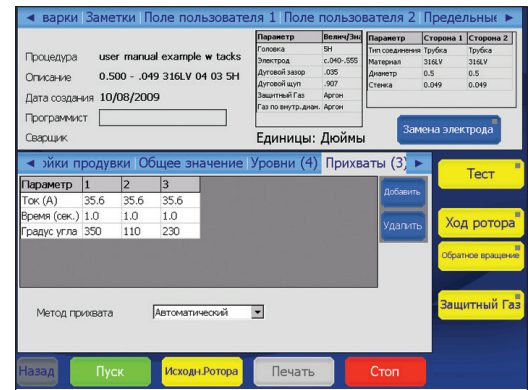 ◄ варки Заметки Поле пользователя 1 Поле пользователя 2 Предельные ►
Процедура user manual example w tacks
Описание 0.500 - .049 316LV 04 03 5H
Дата создания 10/08/2009
Программист
Сварщик
Параметр Велич/Зна
Головка 5H
Электрод c.040-.555
Дуговой зазор .035
Дуговой щуп .907
Защитный Газ Аргон
Газ по внутр.диам. Аргон
Единицы: Дюймы
Параметр Сторона 1 Сторона 2
Тип соединения Трубка Трубка
Материал 316LV 316LV
Диаметр 0.5 0.5
Стенка 0.049 0.049
Замена электрода
◄ ойки продувки Общее значение Уровни (4) Прихваты (3) ►
Параметр 1 2 3
Ток (А) 35.6 35.6 35.6
Время (сек.) 1.0 1.0 1.0
Градус угла 350 110 230
Добавить
Удалить
Метод прихвата Автоматический
Тест
Ход ротора
Обратное вращение
Защитный Газ
Назад Пуск Исходн.Ротора Печать Стоп